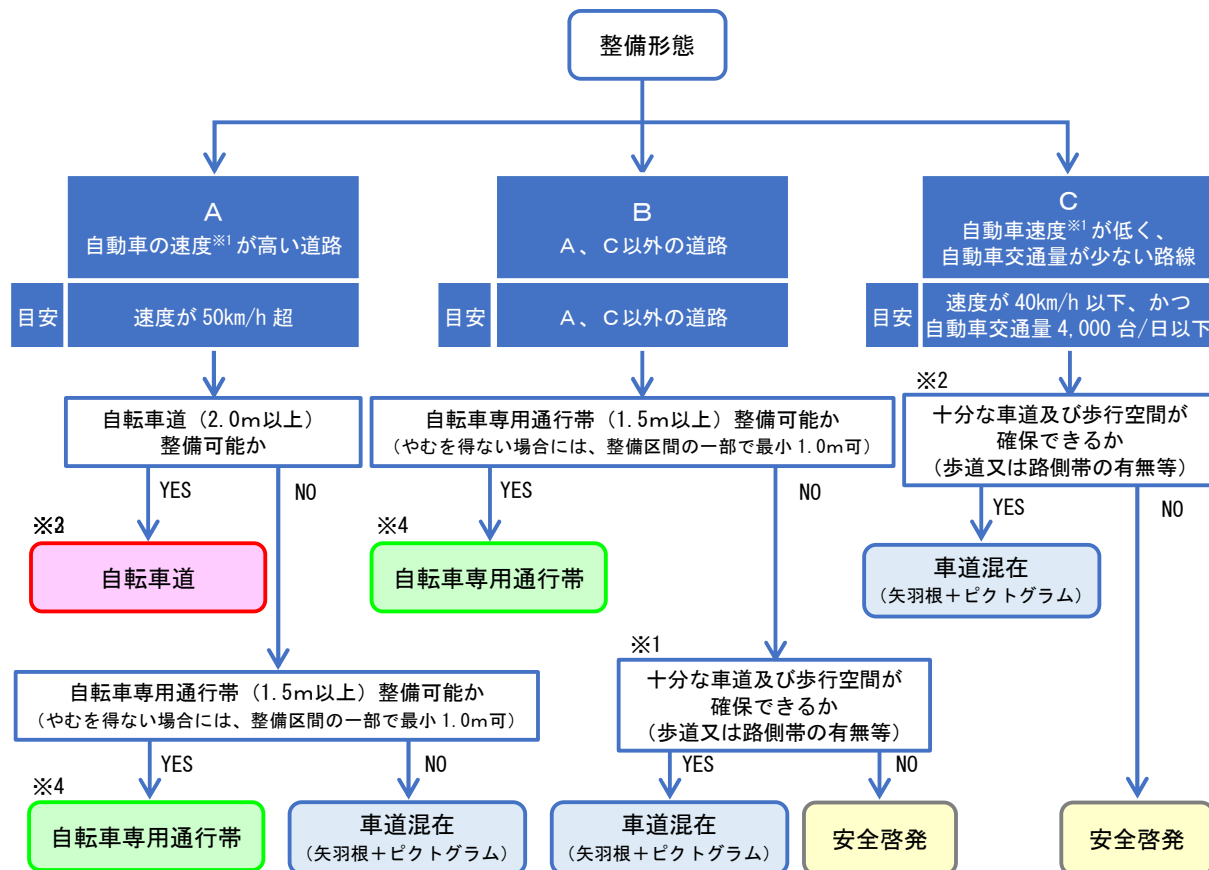 整備形態
A
自動車の速度※1が高い道路
目安
速度が 50km/h 超
B
A、C以外の道路
目安
A、C以外の道路
C
自動車速度※1が低く、
自動車交通量が少ない路線
目安
速度が 40km/h 以下、かつ
自動車交通量 4,000 台/日以下
自転車道（2.0m以上）
整備可能か
YES
NO
自転車道
自転車専用通行帯（1.5m以上）整備可能か
(やむを得ない場合には、整備区間の一部で最小 1.0m可)
YES
NO
※4
自転車専用通行帯
車道混在
(矢羽根＋ピクトグラム)
自転車専用通行帯（1.5m以上）整備可能か
(やむを得ない場合には、整備区間の一部で最小 1.0m可)
YES
NO
※4
自転車専用通行帯
※1
十分な車道及び歩行空間が
確保できるか
(歩道又は路側帯の有無等)
YES
NO
車道混在
(矢羽根＋ピクトグラム)
安全啓発
※2
十分な車道及び歩行空間が
確保できるか
(歩道又は路側帯の有無等)
YES
NO
車道混在
(矢羽根＋ピクトグラム)
安全啓発